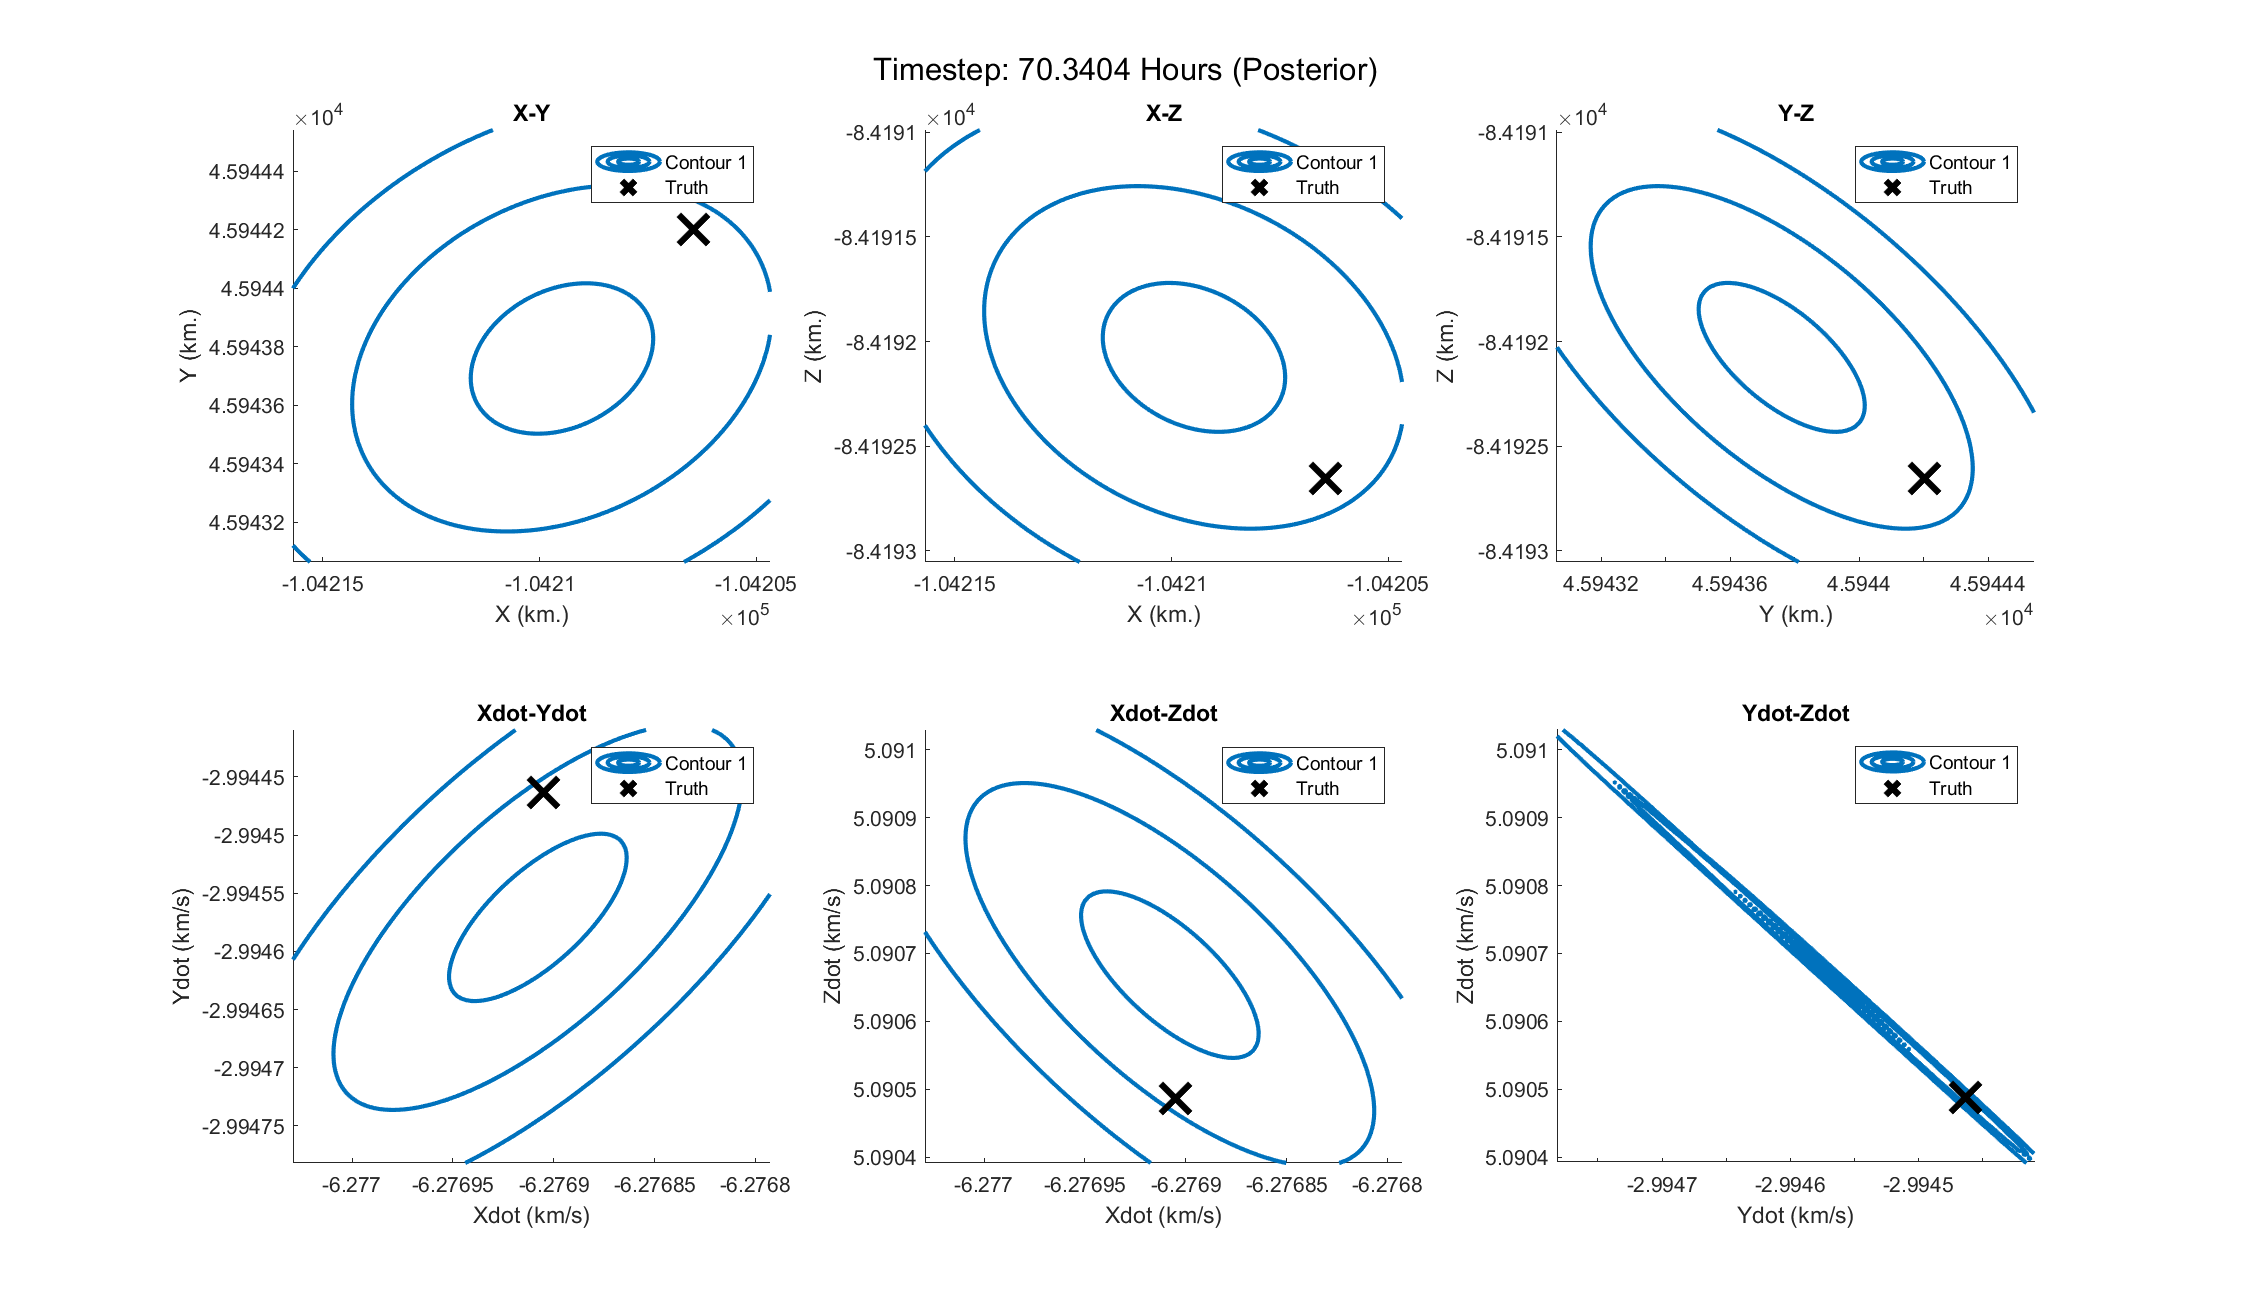 Timestep: 70.3404 Hours (Posterior)
X-Y
×10^4
4.59444
4.59442
4.5944
4.59438
4.59436
4.59434
4.59432
Y (km.)
-1.04215
-1.0421
-1.04205
X (km.)
×10^5
Contour 1
Truth
X-Z
×10^4
-8.4191
-8.41915
-8.4192
-8.41925
-8.4193
Z (km.)
-1.04215
-1.0421
-1.04205
X (km.)
×10^5
Contour 1
Truth
Y-Z
×10^4
-8.4191
-8.41915
-8.4192
-8.41925
-8.4193
Z (km.)
4.59432
4.59436
4.5944
4.59444
Y (km.)
×10^4
Contour 1
Truth
Xdot-Ydot
-2.99445
-2.9945
-2.99455
-2.9946
-2.99465
-2.9947
-2.99475
Ydot (km/s)
-6.277
-6.27695
-6.2769
-6.27685
-6.2768
Xdot (km/s)
Contour 1
Truth
Xdot-Zdot
5.091
5.0909
5.0908
5.0907
5.0906
5.0905
5.0904
Zdot (km/s)
-6.277
-6.27695
-6.2769
-6.27685
-6.2768
Xdot (km/s)
Contour 1
Truth
Ydot-Zdot
5.091
5.0909
5.0908
5.0907
5.0906
5.0905
5.0904
Zdot (km/s)
-2.9947
-2.9946
-2.9945
Ydot (km/s)
Contour 1
Truth